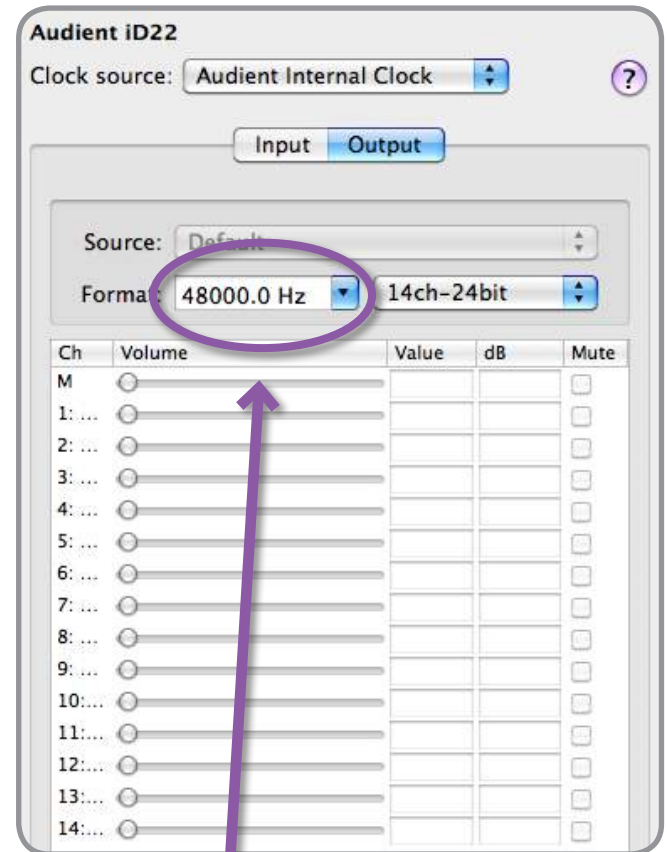 Audient iD22
Clock source: Audient Internal Clock ?
Input Output
Source: Default
Format: 48000.0 Hz 14ch-24bit
Ch Volume Value dB Mute
M
1: ...
2: ...
3: ...
4: ...
5: ...
6: ...
7: ...
8: ...
9: ...
10:...
11:...
12:...
13:...
14:...